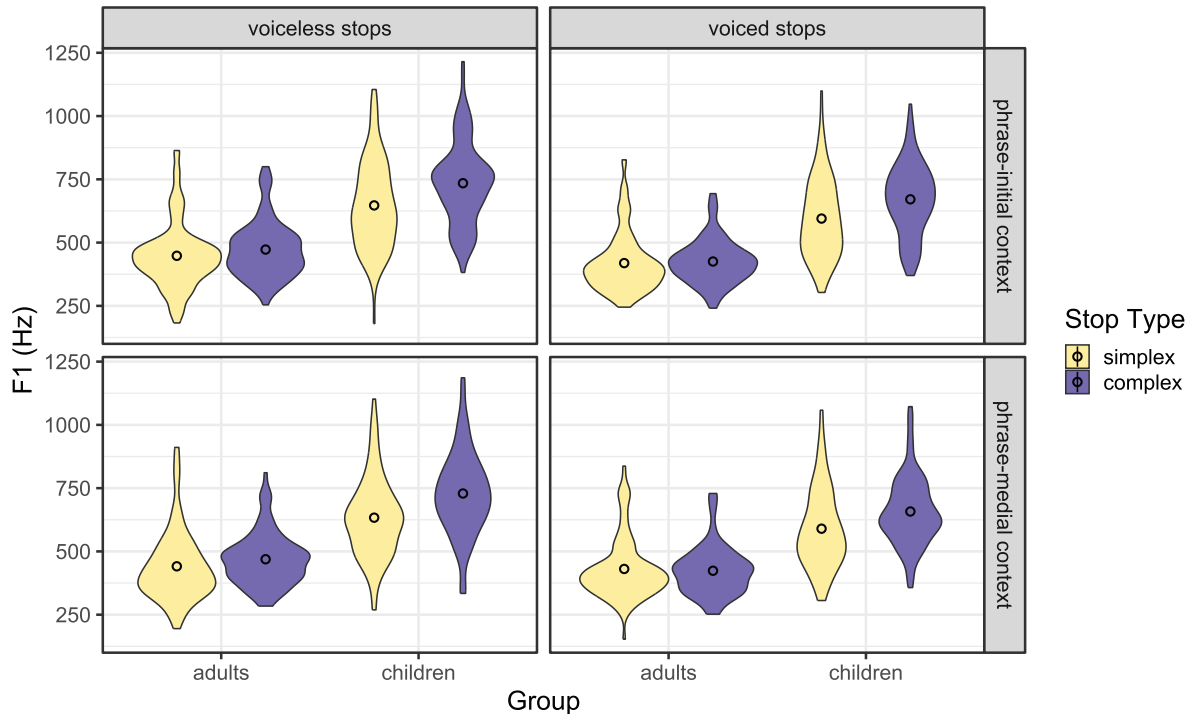 voiceless stops
voiced stops
1250
1000
750
500
250
phrase-initial context
1250
1000
750
500
250
phrase-medial context
F1 (Hz)
adults
children
adults
children
Group
Stop Type
simplex
complex